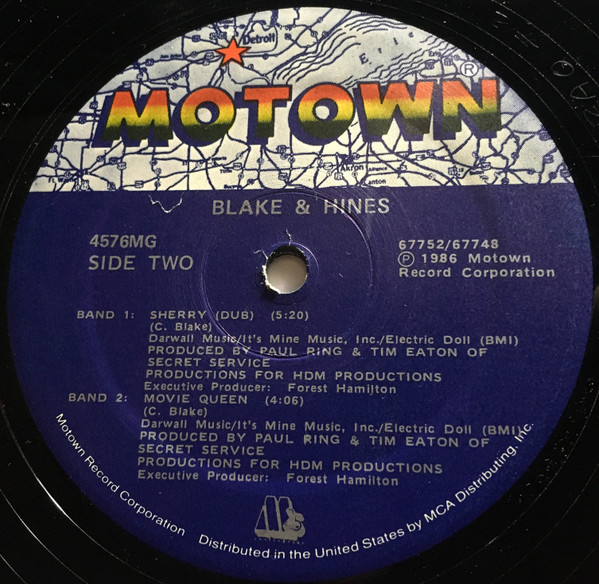 Detroit
Erie
MOTOWN®
Akron
Alliance
Canton
BLAKE & HINES
4576MG
SIDE TWO
67752/67748
℗ 1986 Motown
Record Corporation
BAND 1: SHERRY (DUB) (5:20)
(C. Blake)
Darwall Music/It's Mine Music, Inc./Electric Doll (BMI)
PRODUCED BY PAUL RING & TIM EATON OF
SECRET SERVICE
PRODUCTIONS FOR HDM PRODUCTIONS
Executive Producer: Forest Hamilton
BAND 2: MOVIE QUEEN (4:06)
(C. Blake)
Darwall Music/It's Mine Music, Inc./Electric Doll (BMI)
PRODUCED BY PAUL RING & TIM EATON OF
SECRET SERVICE
PRODUCTIONS FOR HDM PRODUCTIONS
Executive Producer: Forest Hamilton
Motown Record Corporation Distributed in the United States by MCA Distributing, Inc.